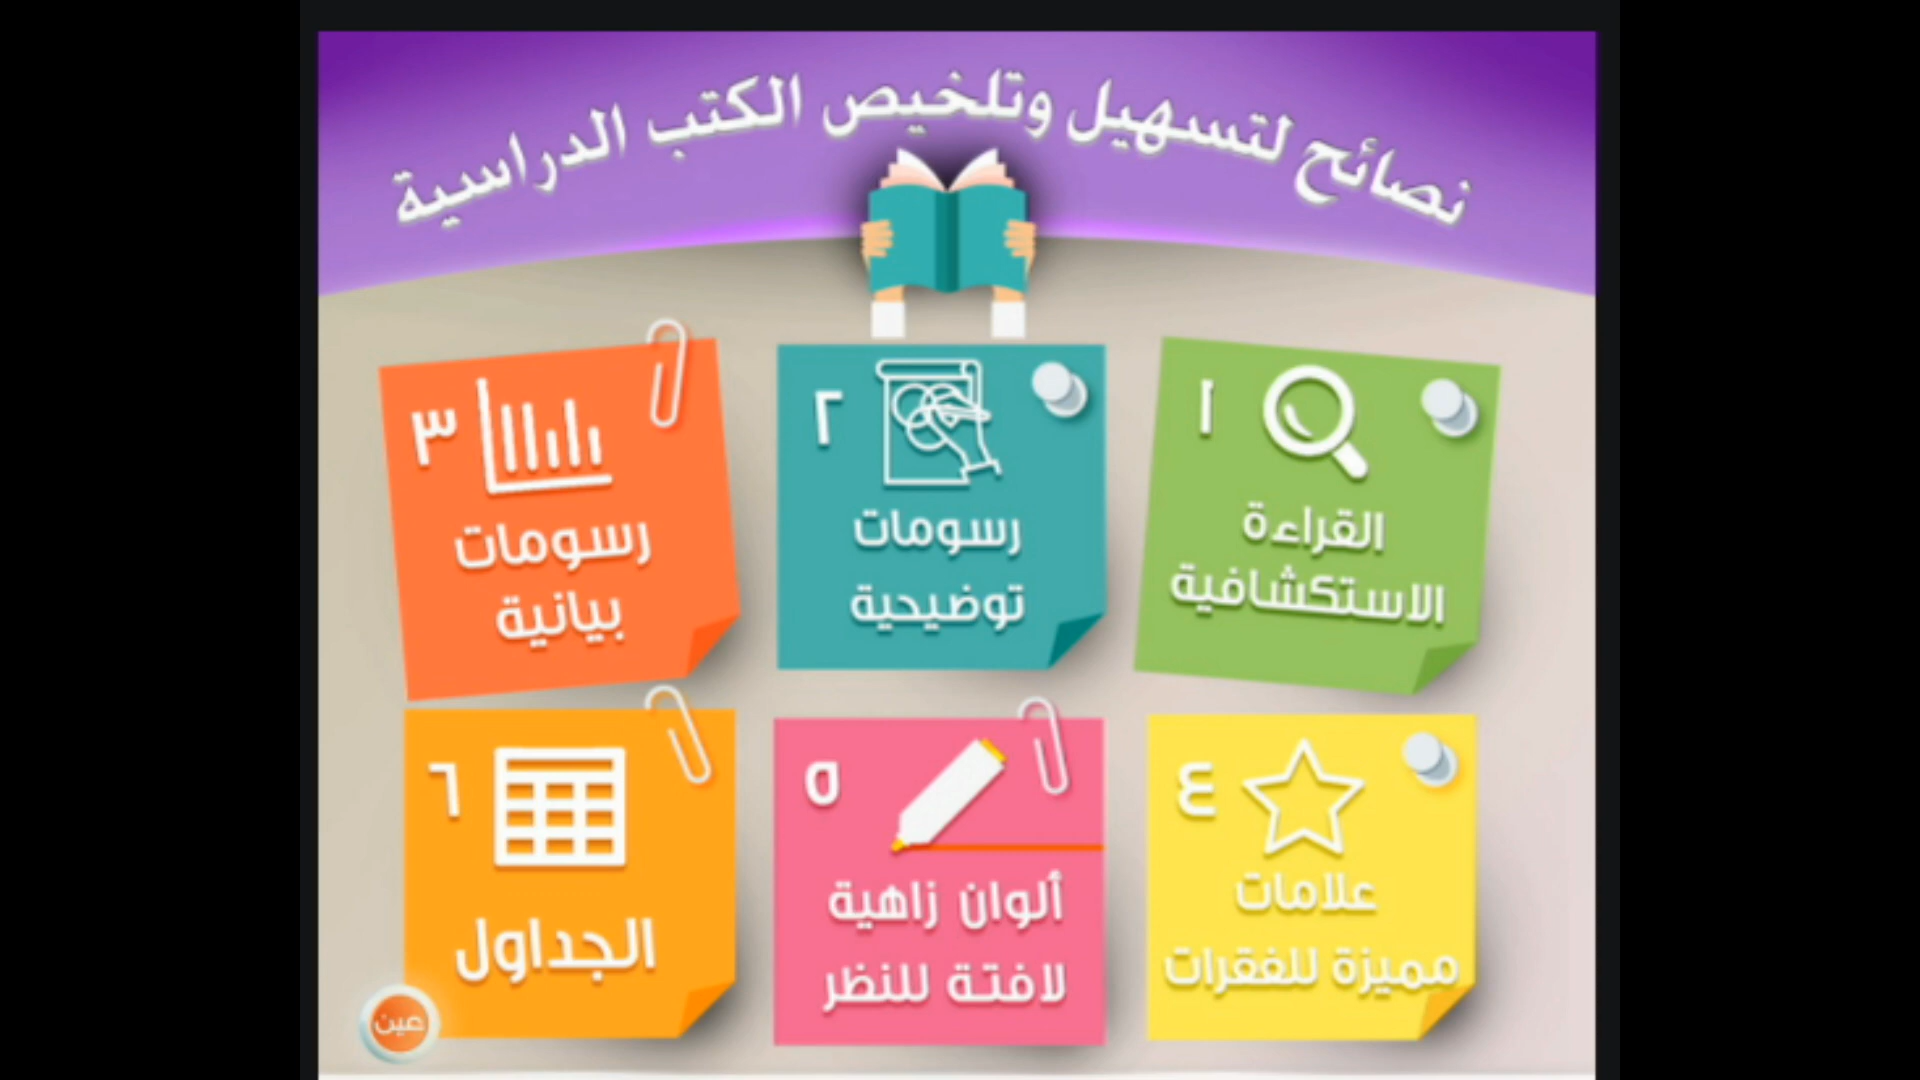 نصائح لتسهيل وتلخيص الكتب الدراسية
١
القراءة
الاستكشافية
٢
رسومات
توضيحية
٣
رسومات
بيانية
٤
علامات
مميزة للفقرات
٥
ألوان زاهية
لافتة للنظر
٦
الجداول
عين